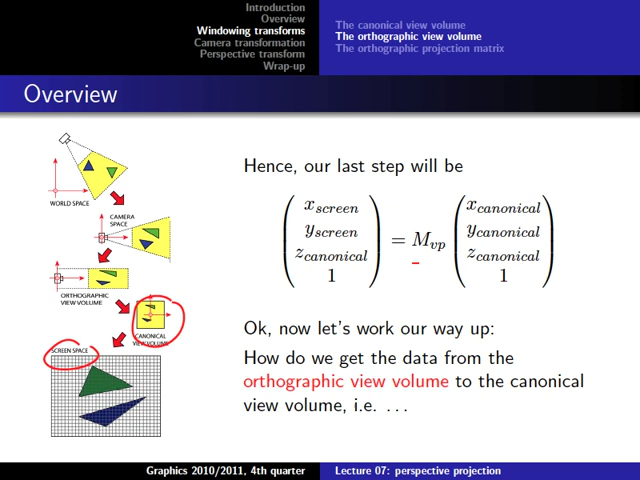 Introduction
Overview
Windowing transforms
Camera transformation
Perspective transform
Wrap-up
The canonical view volume
The orthographic view volume
The orthographic projection matrix
Overview
WORLD SPACE
CAMERA
SPACE
ORTHOGRAPHIC
VIEW VOLUME
CANONICAL
VIEW VOLUME
SCREEN SPACE
Hence, our last step will be
x_screen
y_screen
z_canonical
1
= M_vp
x_canonical
y_canonical
z_canonical
1
Ok, now let's work our way up:
How do we get the data from the
orthographic view volume to the canonical
view volume, i.e. . . .
Graphics 2010/2011, 4th quarter
Lecture 07: perspective projection